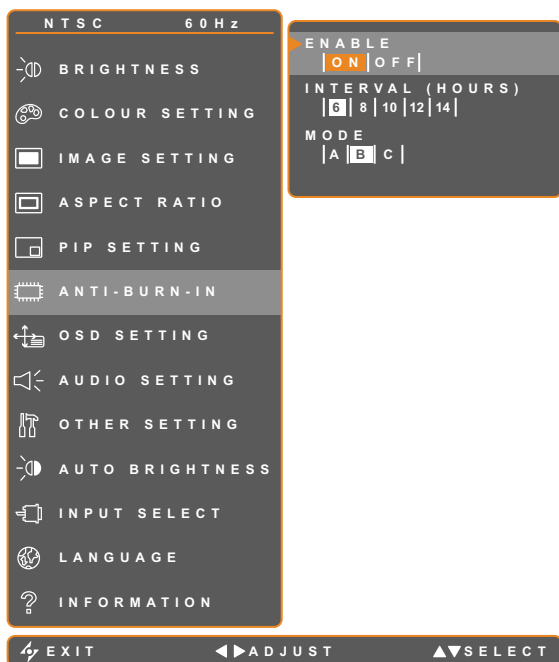 NTSC 60Hz
BRIGHTNESS
COLOUR SETTING
IMAGE SETTING
ASPECT RATIO
PIP SETTING
ANTI-BURN-IN
OSD SETTING
AUDIO SETTING
OTHER SETTING
AUTO BRIGHTNESS
INPUT SELECT
LANGUAGE
INFORMATION
ENABLE
ON OFF
INTERVAL (HOURS)
6 8 10 12 14
MODE
A B C
EXIT ADJUST SELECT